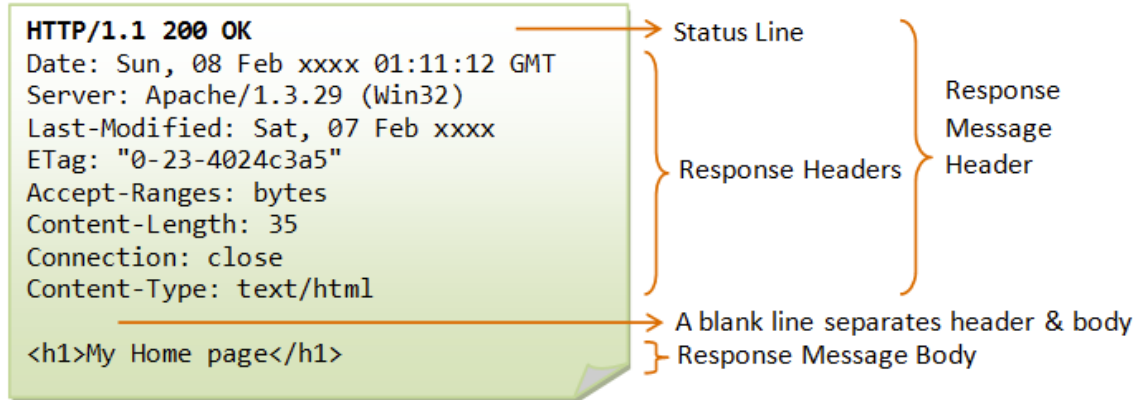 HTTP/1.1 200 OK
Date: Sun, 08 Feb xxxx 01:11:12 GMT
Server: Apache/1.3.29 (Win32)
Last-Modified: Sat, 07 Feb xxxx
ETag: "0-23-4024c3a5"
Accept-Ranges: bytes
Content-Length: 35
Connection: close
Content-Type: text/html
<h1>My Home page</h1>
Status Line
Response Headers
Response
Message
Header
A blank line separates header & body
Response Message Body